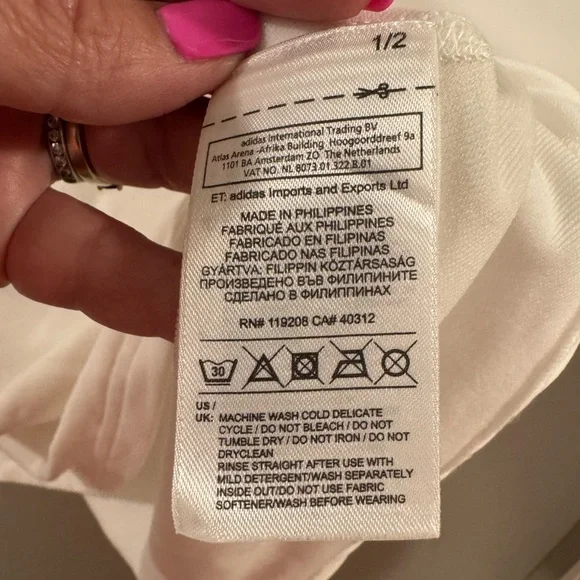 1/2
adidas International Trading BV
Atlas Arena -Afrika Building Hoogoorddreef 9a
1101 BA Amsterdam ZO The Netherlands
VAT NO. NL 8073.01.322.B.01
ET: adidas Imports and Exports Ltd
MADE IN PHILIPPINES
FABRIQUÉ AUX PHILIPPINES
FABRICADO EN FILIPINAS
FABRICADO NAS FILIPINAS
GYÁRTVA: FILIPPIN KÖZTÁRSASÁG
ПРОИЗВЕДЕНО ВЪВ ФИЛИПИНИТЕ
СДЕЛАНО В ФИЛИППИНАХ
RN# 119208 CA# 40312
30
US /
UK: MACHINE WASH COLD DELICATE
CYCLE / DO NOT BLEACH / DO NOT
TUMBLE DRY / DO NOT IRON / DO NOT
DRYCLEAN
RINSE STRAIGHT AFTER USE WITH
MILD DETERGENT/WASH SEPARATELY
INSIDE OUT/DO NOT USE FABRIC
SOFTENER/WASH BEFORE WEARING